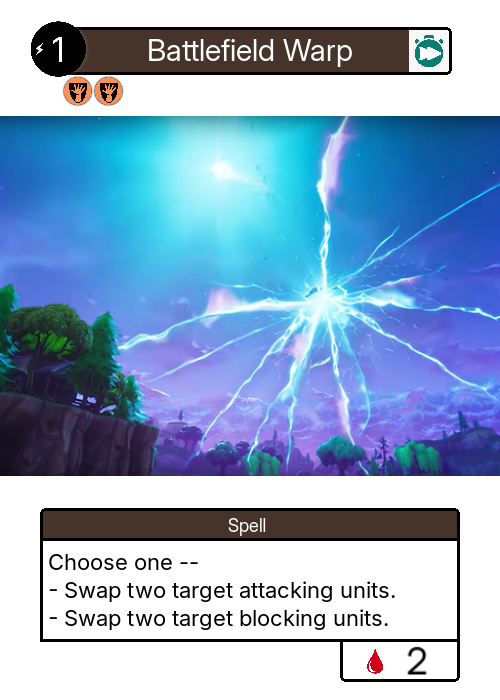 1
Battlefield Warp
Spell
Choose one --
- Swap two target attacking units.
- Swap two target blocking units.
2